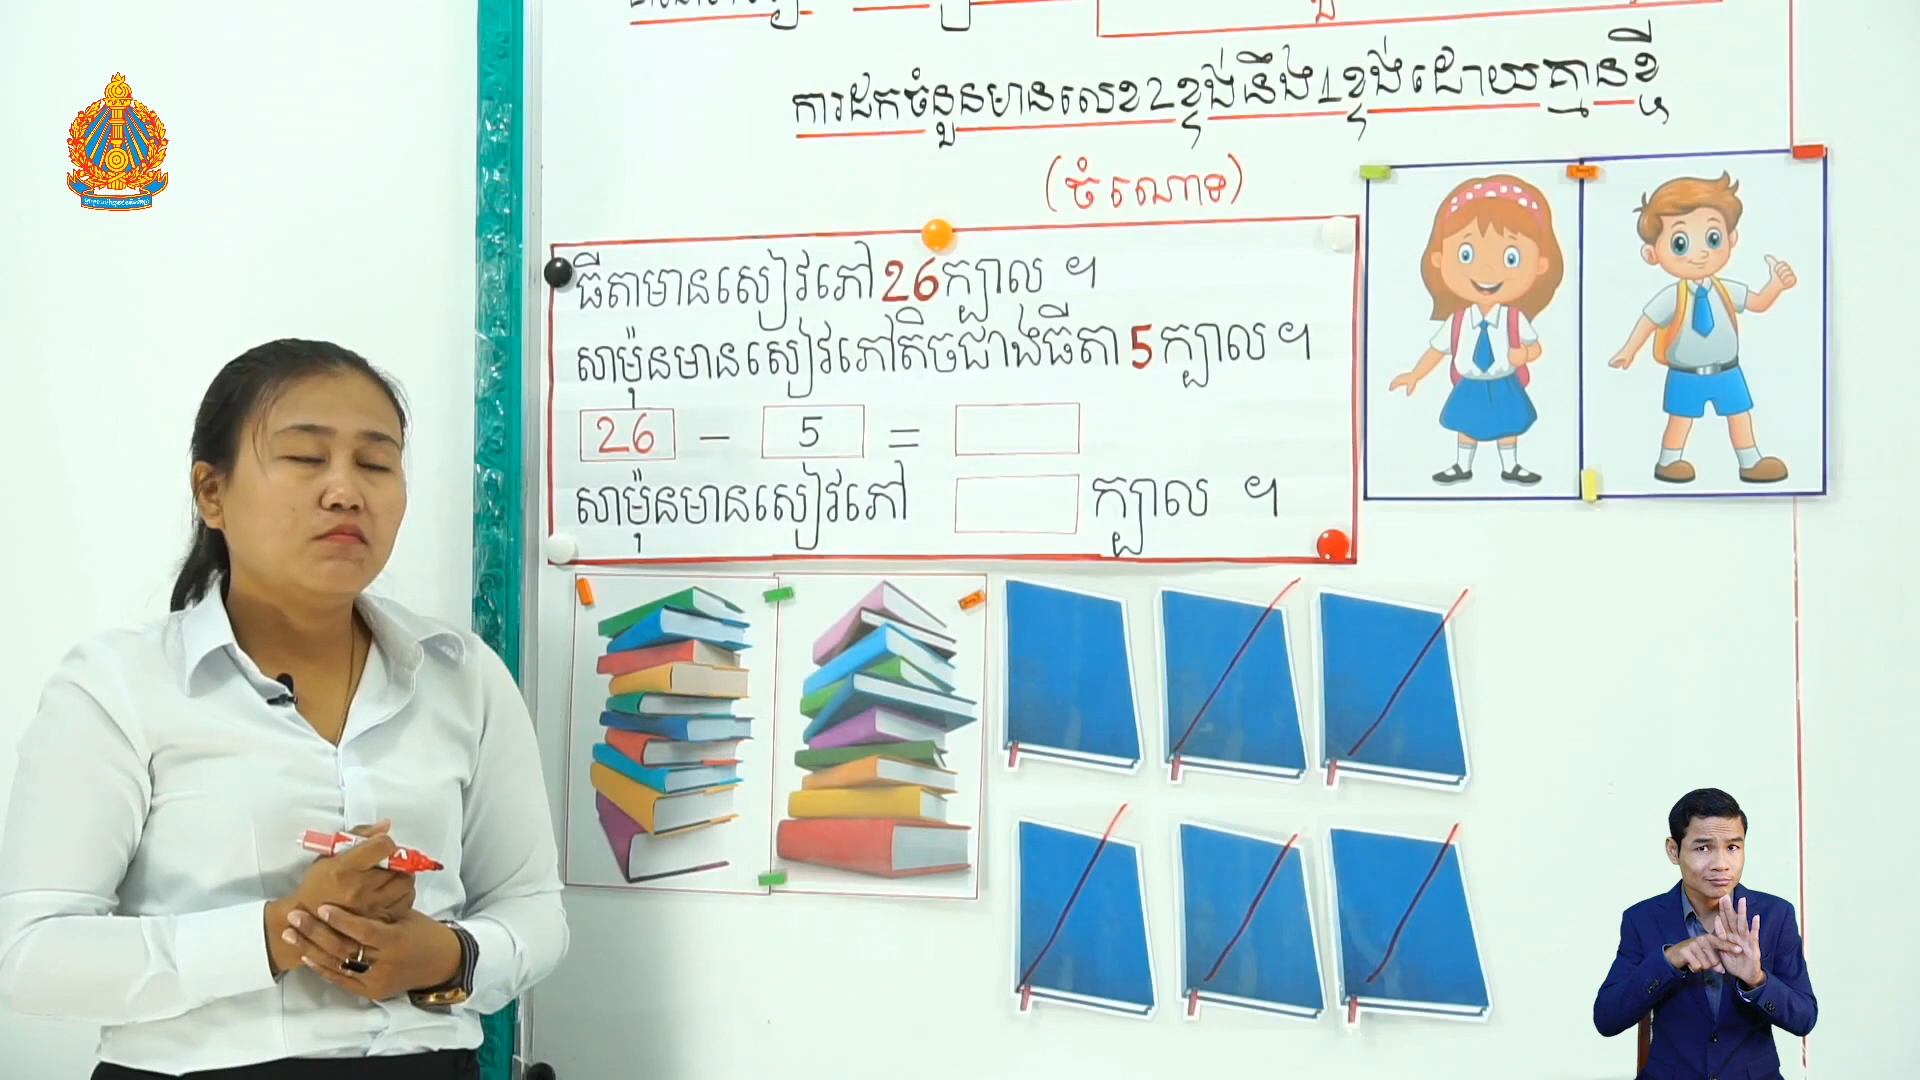 ការដកចំនួនមានលេខ2ខ្ទង់នឹង1ខ្ទង់ដោយគ្មានខ្ចី
(ចំណោទ)
ធីតាមានសៀវភៅ 26 ក្បាល ។
សាម៉ុនមានសៀវភៅតិចជាងធីតា 5 ក្បាល ។
26 - 5 =
សាម៉ុនមានសៀវភៅ ក្បាល ។